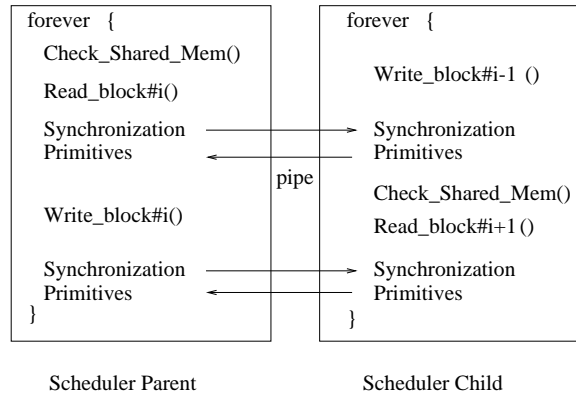 forever {
Check_Shared_Mem()
Read_block#i()
Synchronization
Primitives
Write_block#i()
Synchronization
Primitives
}
pipe
forever {
Write_block#i-1 ()
Synchronization
Primitives
Check_Shared_Mem()
Read_block#i+1 ()
Synchronization
Primitives
}
Scheduler Parent
Scheduler Child